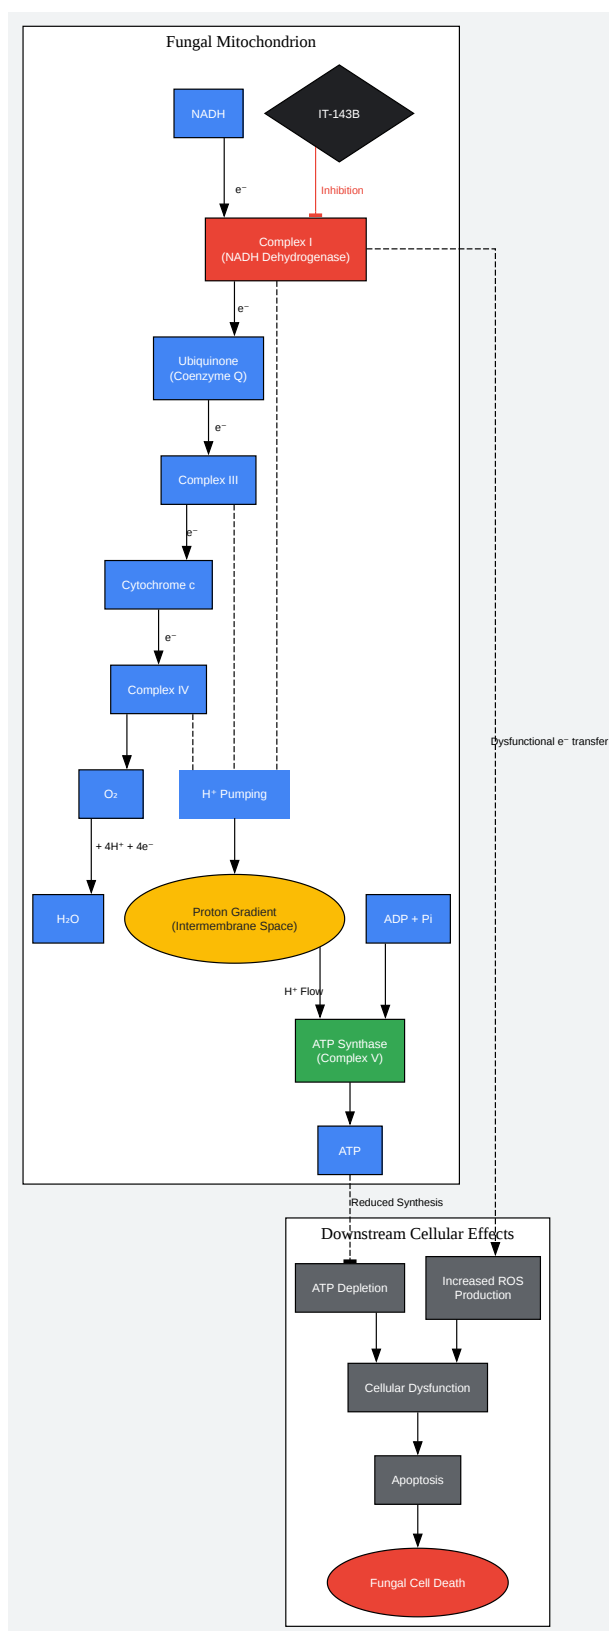 Fungal Mitochondrion
NADH
IT-143B
e⁻
Inhibition
Complex I
(NADH Dehydrogenase)
e⁻
Ubiquinone
(Coenzyme Q)
e⁻
Complex III
e⁻
Cytochrome c
e⁻
Complex IV
Dysfunctional e⁻ transfer
O₂
H⁺ Pumping
+ 4H⁺ + 4e⁻
H₂O
Proton Gradient
(Intermembrane Space)
ADP + Pi
H⁺ Flow
ATP Synthase
(Complex V)
ATP
Reduced Synthesis
Downstream Cellular Effects
ATP Depletion
Increased ROS
Production
Cellular Dysfunction
Apoptosis
Fungal Cell Death